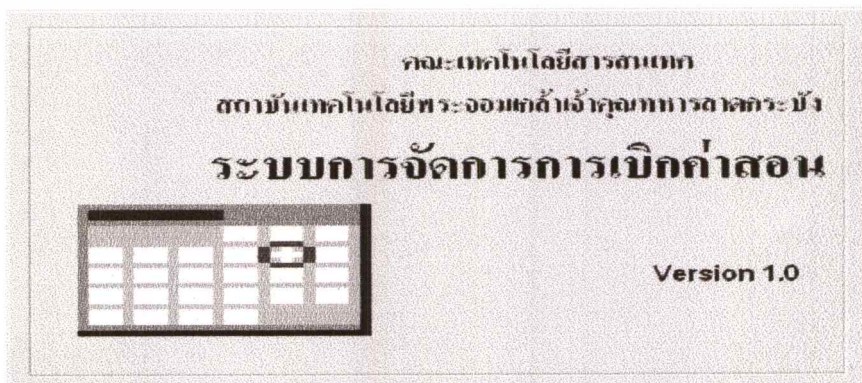 คณะเทคโนโลยีสารสนเทศ
สถาบันเทคโนโลยีพระจอมเกล้าเจ้าคุณทหารลาดกระบัง
ระบบการจัดการการเบิกค่าสอน
Version 1.0